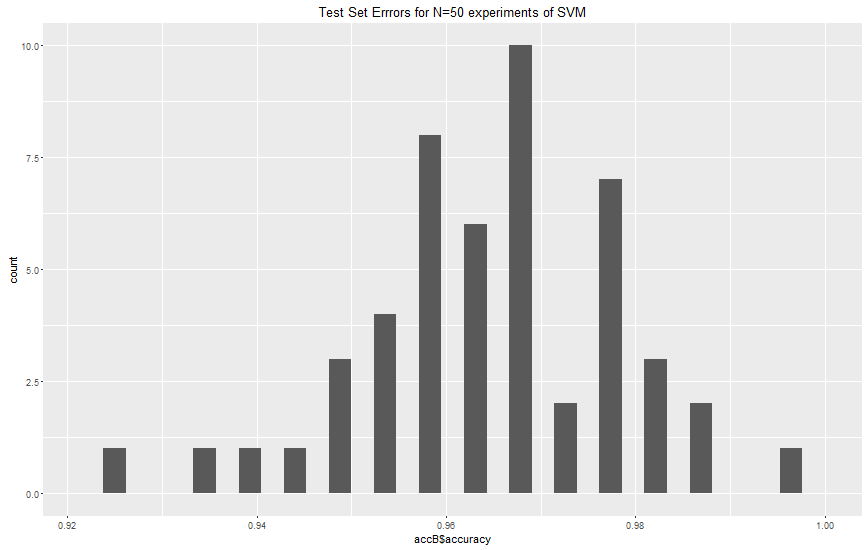 Test Set Errrors for N=50 experiments of SVM
10.0
7.5
count
5.0
2.5
0.0
0.92 0.94 0.96 0.98 1.00
accB$accuracy